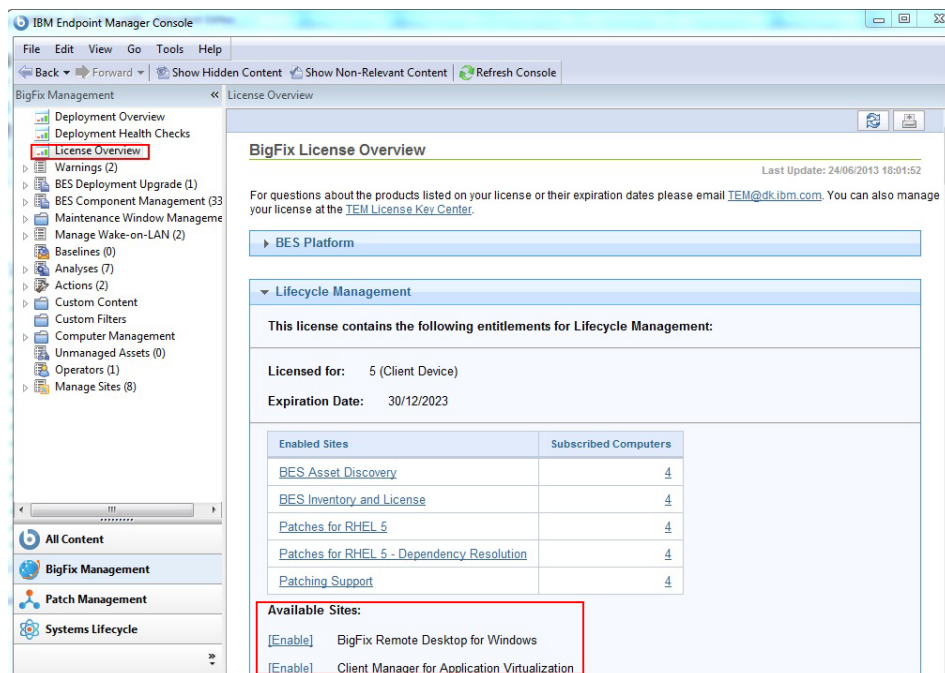 IBM Endpoint Manager Console
File Edit View Go Tools Help
Back Forward Show Hidden Content Show Non-Relevant Content Refresh Console
BigFix Management
Deployment Overview
Deployment Health Checks
License Overview
Warnings (2)
BES Deployment Upgrade (1)
BES Component Management (33
Maintenance Window Manageme
Manage Wake-on-LAN (2)
Baselines (0)
Analyses (7)
Actions (2)
Custom Content
Custom Filters
Computer Management
Unmanaged Assets (0)
Operators (1)
Manage Sites (8)
All Content
BigFix Management
Patch Management
Systems Lifecycle
License Overview
BigFix License Overview
Last Update: 24/06/2013 18:01:52
For questions about the products listed on your license or their expiration dates please email TEM@dk.ibm.com. You can also manage
your license at the TEM License Key Center.
BES Platform
Lifecycle Management
This license contains the following entitlements for Lifecycle Management:
Licensed for: 5 (Client Device)
Expiration Date: 30/12/2023
Enabled Sites Subscribed Computers
BES Asset Discovery 4
BES Inventory and License 4
Patches for RHEL 5 4
Patches for RHEL 5 - Dependency Resolution 4
Patching Support 4
Available Sites:
[Enable] BigFix Remote Desktop for Windows
[Enable] Client Manager for Application Virtualization